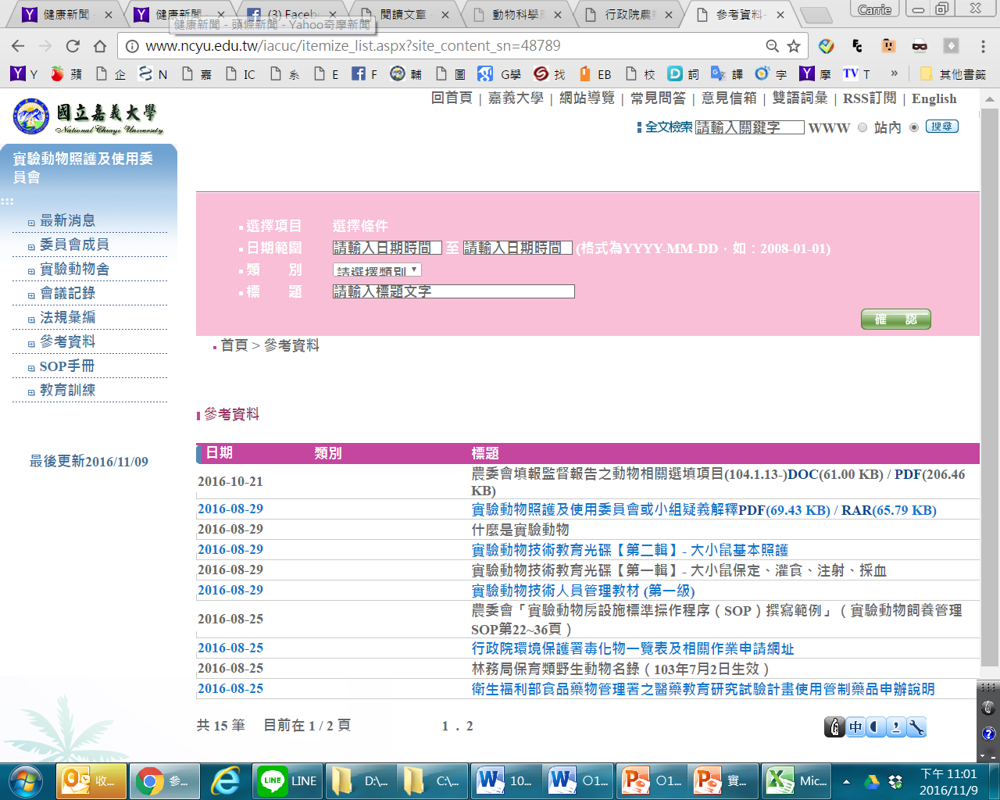 健康新聞
健康新聞
(3) Faceb
閱讀文章
動物科學
行政院農
參考資料
Carrie
健康新聞 - 頭條新聞 - Yahoo奇摩新聞
www.ncyu.edu.tw/iacuc/itemize_list.aspx?site_content_sn=48789
Y 蘋 企 N 嘉 IC 系 E F 輔 圖 G學 找 EB 校 詞 譯 字 摩 T » 其他書籤
國立嘉義大學
National Chiayi University
回首頁 | 嘉義大學 | 網站導覽 | 常見問答 | 意見信箱 | 雙語詞彙 | RSS訂閱 | English
全文檢索 請輸入關鍵字 WWW 站內 搜尋
實驗動物照護及使用委
員會
最新消息
委員會成員
實驗動物舍
會議記錄
法規彙編
參考資料
SOP手冊
教育訓練
最後更新2016/11/09
選擇項目 選擇條件
日期範圍 請輸入日期時間 至 請輸入日期時間 (格式為YYYY-MM-DD，如：2008-01-01)
類 別 請選擇類別
標 題 請輸入標題文字
確 認
首頁 > 參考資料
參考資料
日期 類別 標題
2016-10-21 農委會填報監督報告之動物相關選填項目(104.1.13-)DOC(61.00 KB) / PDF(206.46
KB)
2016-08-29 實驗動物照護及使用委員會或小組疑義解釋PDF(69.43 KB) / RAR(65.79 KB)
2016-08-29 什麼是實驗動物
2016-08-29 實驗動物技術教育光碟【第二輯】- 大小鼠基本照護
2016-08-29 實驗動物技術教育光碟【第一輯】- 大小鼠保定、灌食、注射、採血
2016-08-29 實驗動物技術人員管理教材 (第一級)
2016-08-25 農委會「實驗動物房設施標準操作程序（SOP）撰寫範例」（實驗動物飼養管理
SOP第22~36頁）
2016-08-25 行政院環境保護署毒化物一覽表及相關作業申請網址
2016-08-25 林務局保育類野生動物名錄（103年7月2日生效）
2016-08-25 衛生福利部食品藥物管理署之醫藥教育研究試驗計畫使用管制藥品申辦說明
共 15 筆 目前在 1 / 2 頁 1 . 2
中
收... 參... LINE D:\... C:\... 10... O1... O1... 實... Mic...
下午 11:01
2016/11/9